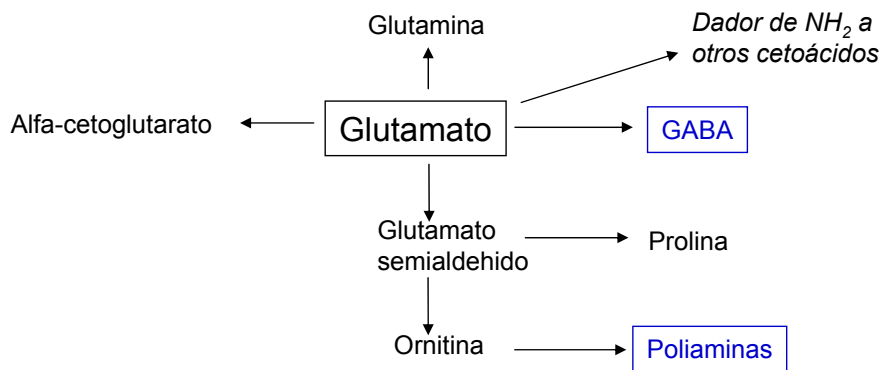 Glutamina
Dador de NH₂ a
otros cetoácidos
Alfa-cetoglutarato
Glutamato
GABA
Glutamato
semialdehido
Prolina
Ornitina
Poliaminas